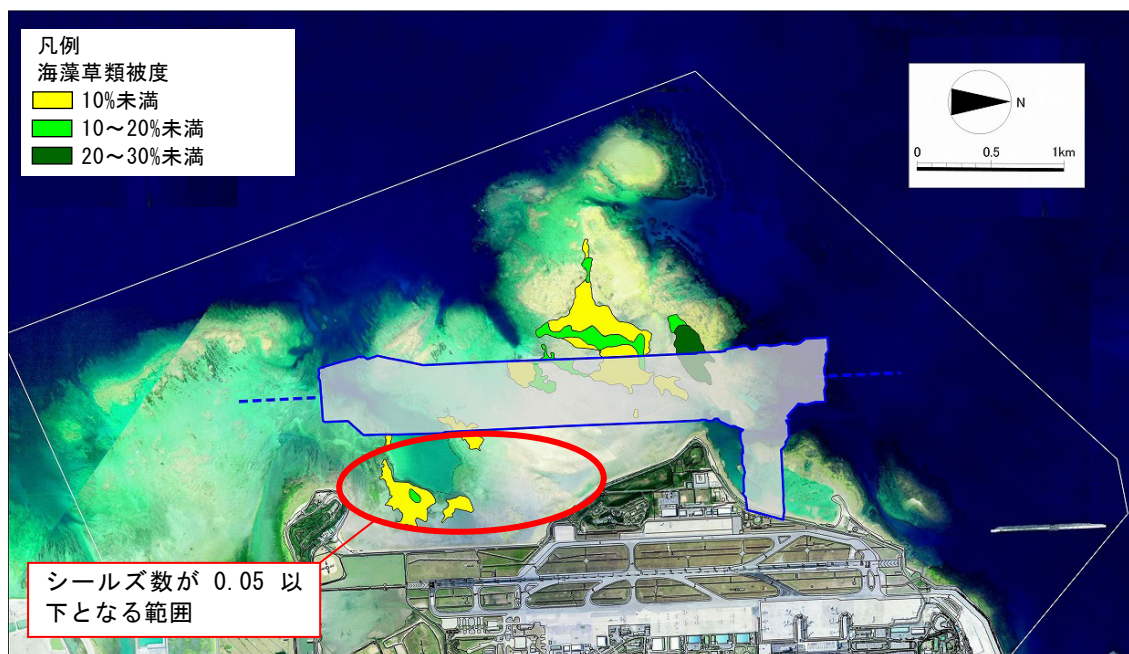 凡例
海藻草類被度
10%未満
10～20%未満
20～30%未満
N
0 0.5 1km
シールズ数が 0.05 以
下となる範囲